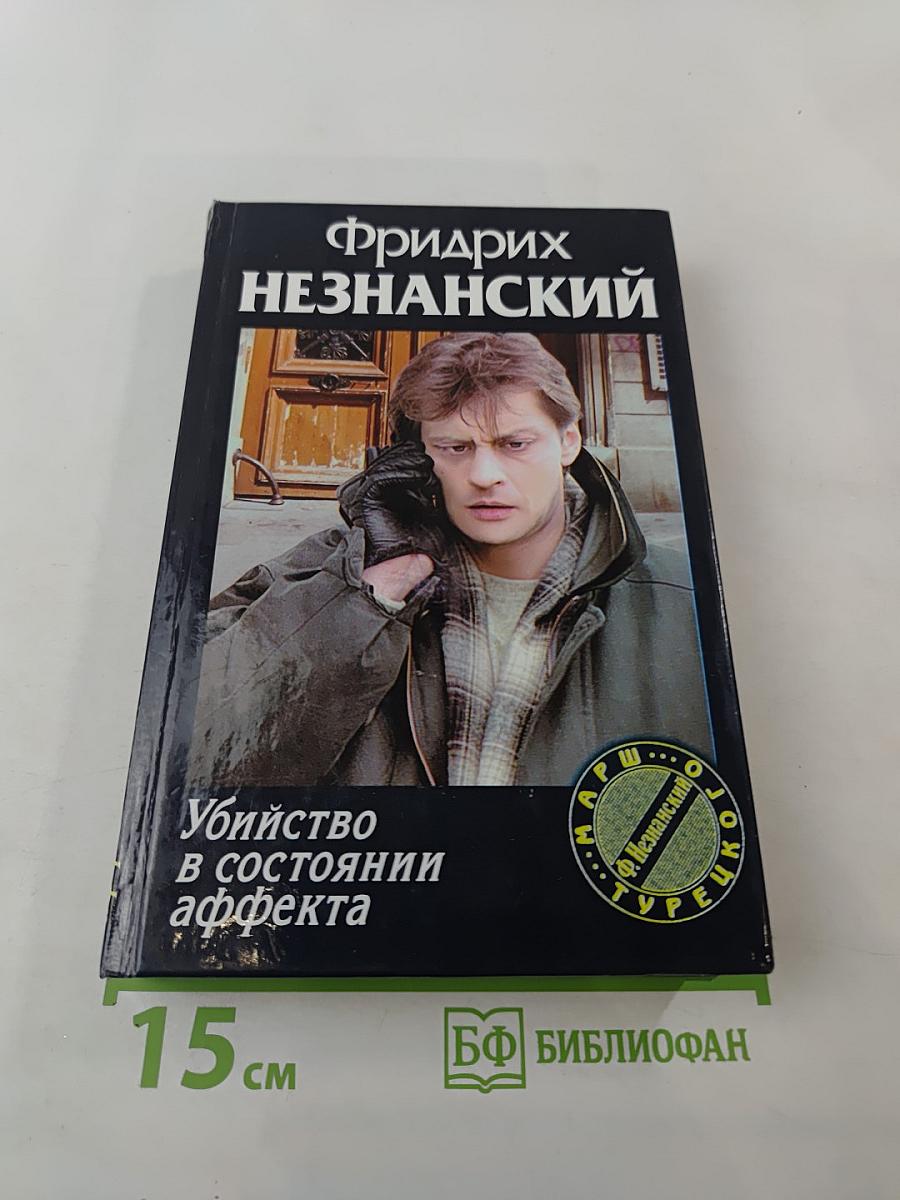 Фридрих
НЕЗНАНСКИЙ
Убийство
в состоянии
аффекта
···МАРШ···
ТУРЕЦКОГО
Ф. Незнанский
15 см
БФ БИБЛИОФАН